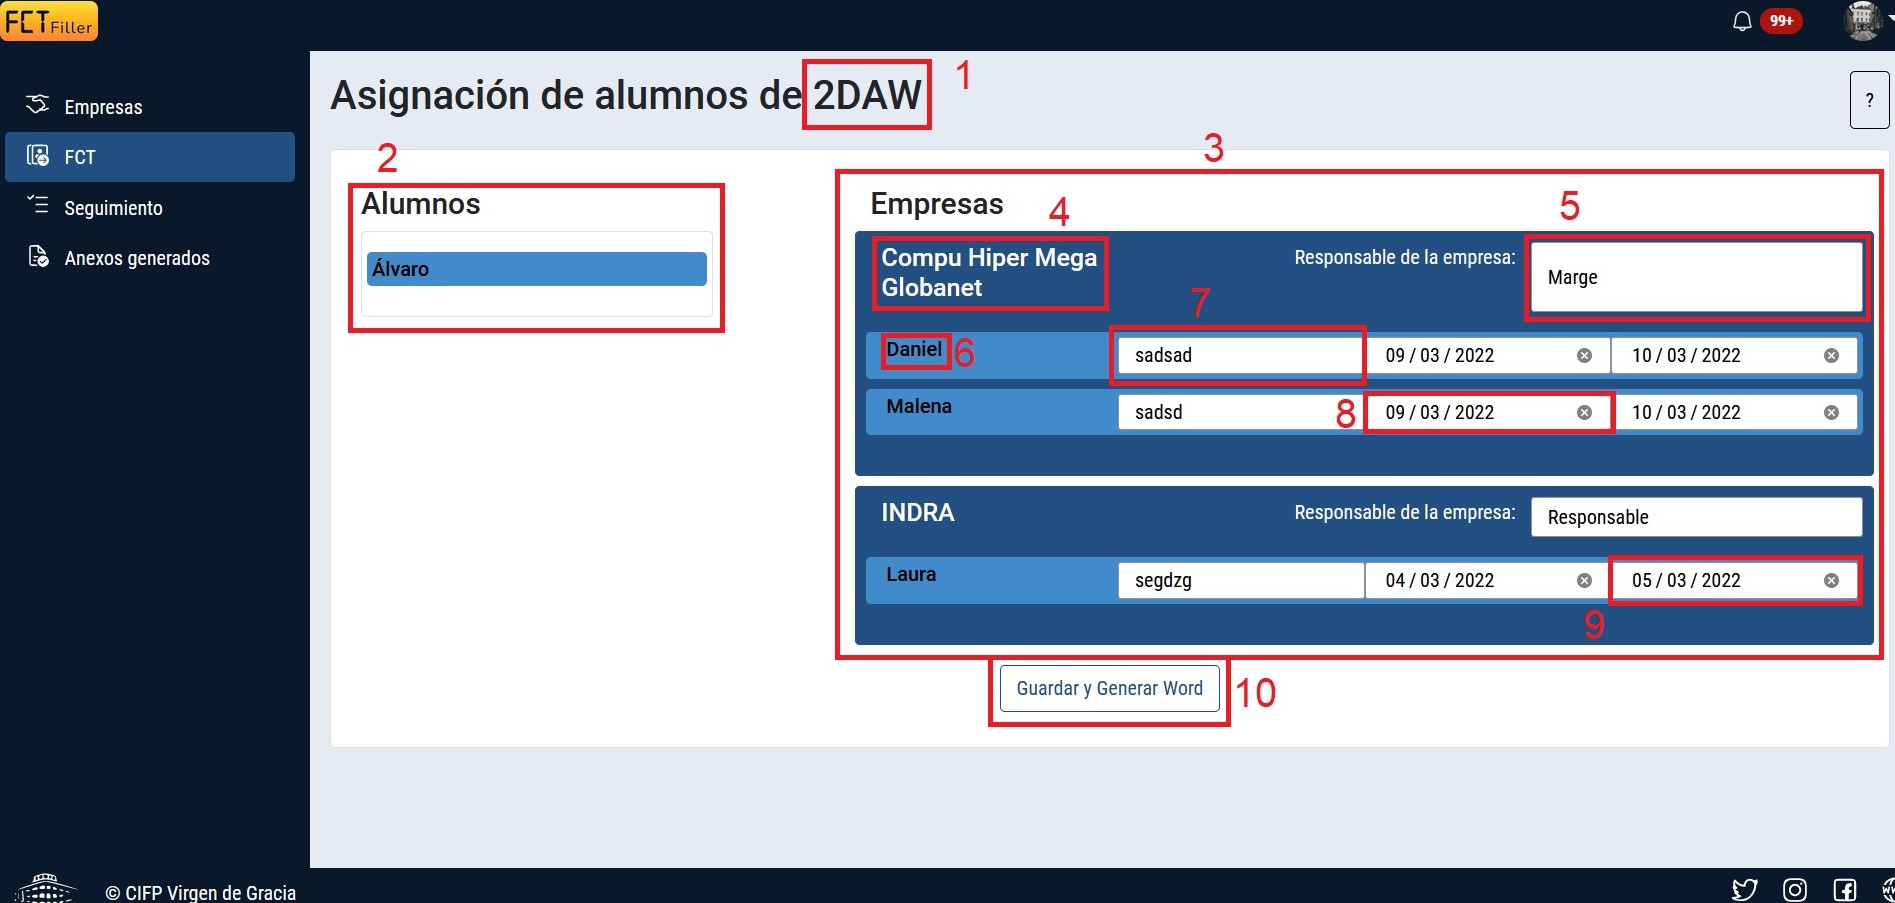 FCT Filler
99+
Empresas
FCT
Seguimiento
Anexos generados
Asignación de alumnos de 2DAW
1
?
2
Alumnos
Álvaro
3
Empresas
4
5
Compu Hiper Mega
Globanet
Responsable de la empresa:
Marge
7
Daniel
6
sadsad
09 / 03 / 2022
10 / 03 / 2022
Malena
sadsd
8
09 / 03 / 2022
10 / 03 / 2022
INDRA
Responsable de la empresa:
Responsable
Laura
segdzg
04 / 03 / 2022
05 / 03 / 2022
9
Guardar y Generar Word
10
© CIFP Virgen de Gracia